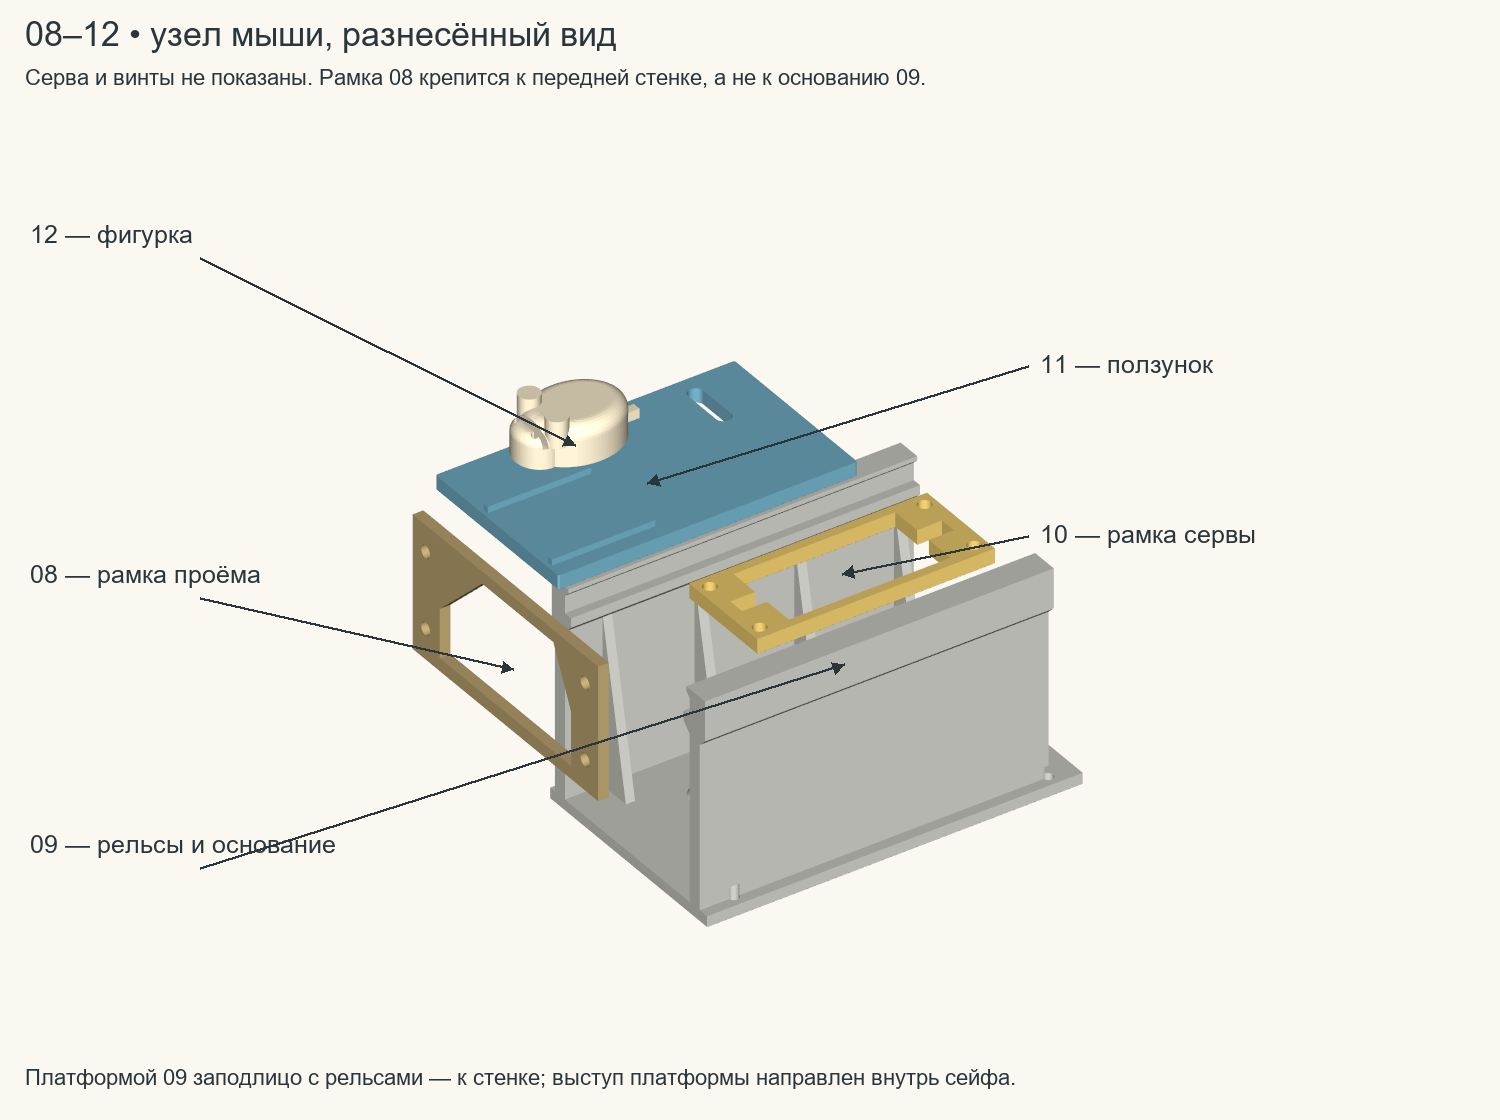 08–12 • узел мыши, разнесённый вид
Серва и винты не показаны. Рамка 08 крепится к передней стенке, а не к основанию 09.
12 — фигурка
11 — ползунок
10 — рамка сервы
08 — рамка проёма
09 — рельсы и основание
Платформой 09 заподлицо с рельсами — к стенке; выступ платформы направлен внутрь сейфа.